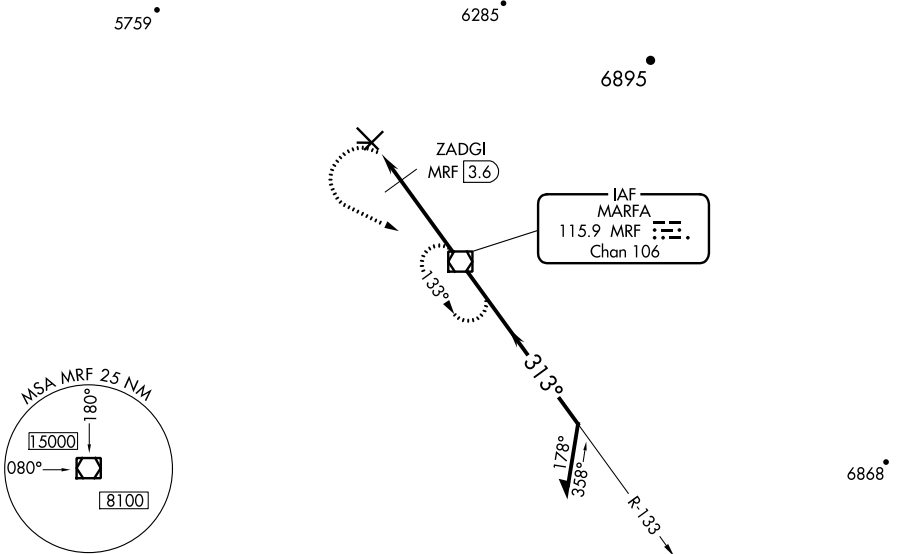 5759
6285
6895
ZADGI
MRF 3.6
IAF
MARFA
115.9 MRF
Chan 106
133°
313°
MSA MRF 25 NM
180°
15000
080°
8100
178°
358°
R-133
6868